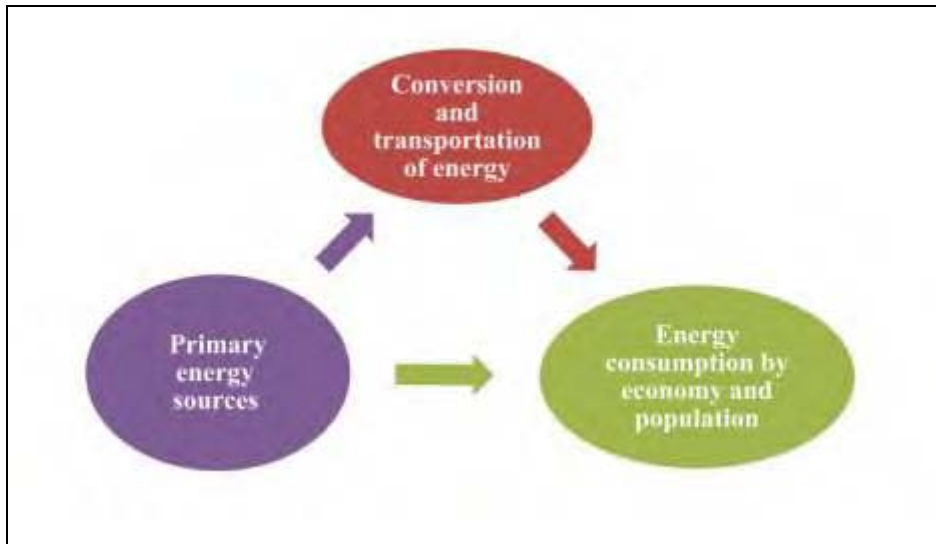 Conversion
and
transportation
of energy
Primary
energy
sources
Energy
consumption by
economy and
population